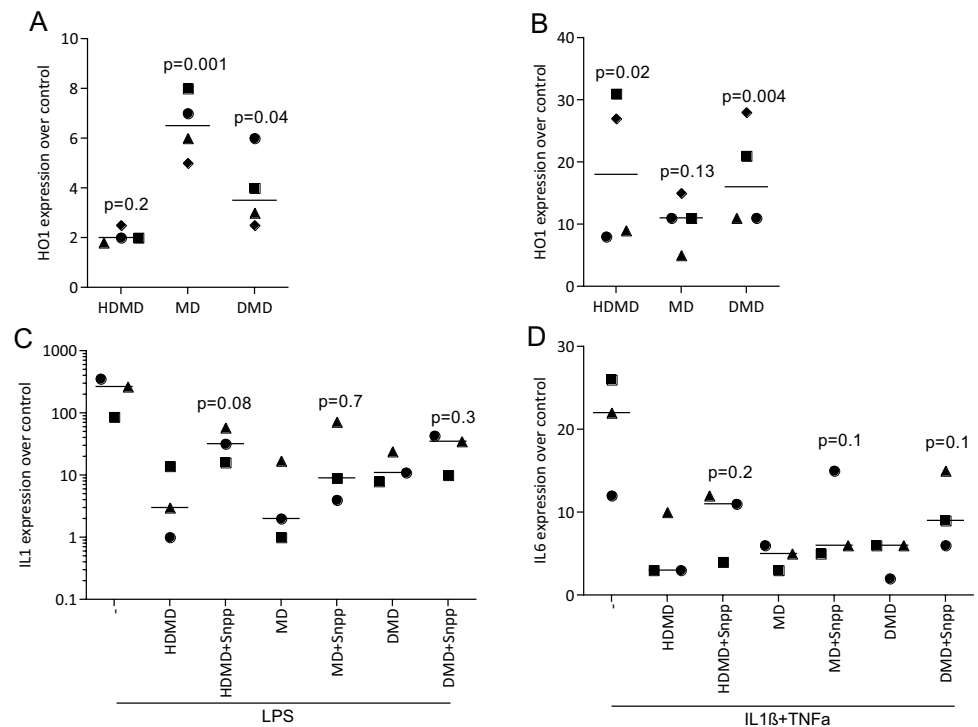 A
HO1 expression over control
10
8
6
4
2
0
p=0.2
p=0.001
p=0.04
HDMD
MD
DMD
B
HO1 expression over control
40
30
20
10
0
p=0.02
p=0.13
p=0.004
HDMD
MD
DMD
C
IL1 expression over control
1000
100
10
1
0.1
p=0.08
p=0.7
p=0.3
-
HDMD
HDMD+Snpp
MD
MD+Snpp
DMD
DMD+Snpp
LPS
D
IL6 expression over control
30
20
10
0
p=0.2
p=0.1
p=0.1
-
HDMD
HDMD+Snpp
MD
MD+Snpp
DMD
DMD+Snpp
IL1ß+TNFa